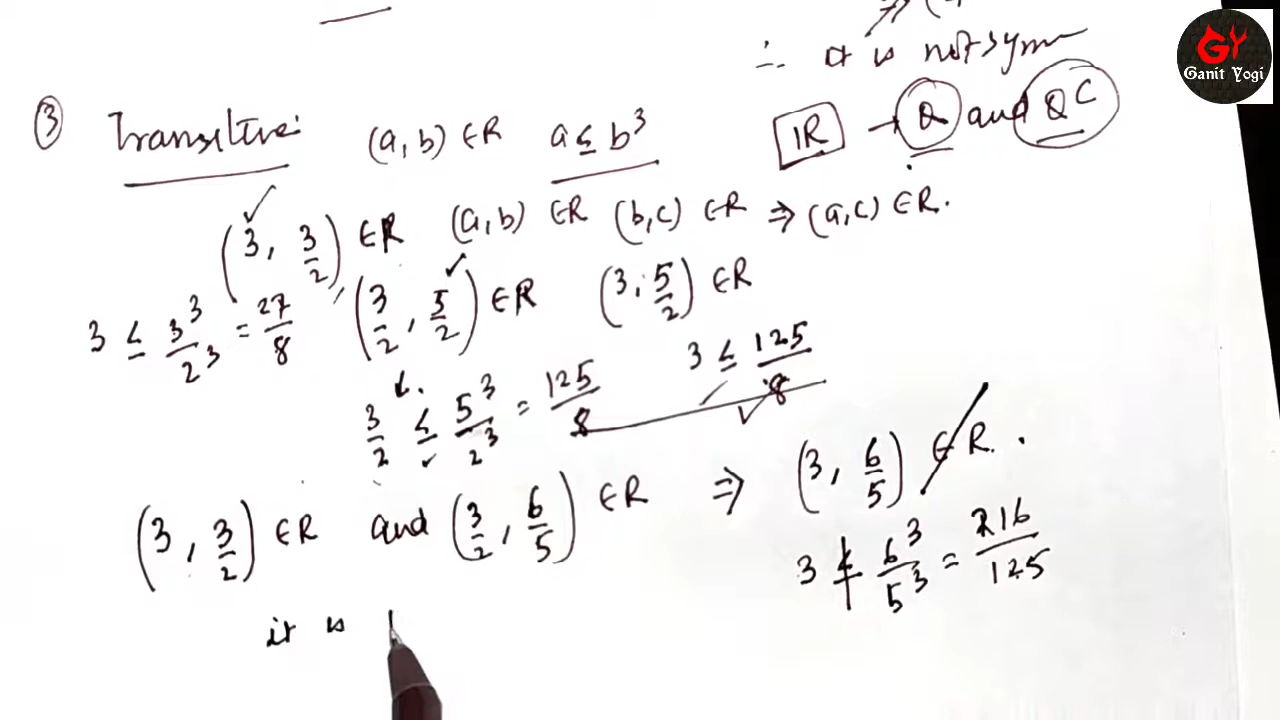 ∴ it is not sym
GY
Ganit Yogi
③ Transitive: (a, b) ∈R a ≤ b³ IR → Q and Q^C
(3, 3/2) ∈R (a, b) ∈R (b, c) ∈R ⇒ (a, c) ∈R.
3 ≤ 3³/2³ = 27/8 (3/2, 5/2) ∈R (3, 5/2) ∈R
3/2 ≤ 5³/2³ = 125/8 3 ≤ 125/8
(3, 3/2) ∈R and (3/2, 6/5) ∈R ⇒ (3, 6/5) ∉R.
3 ≰ 6³/5³ = 216/125
it is